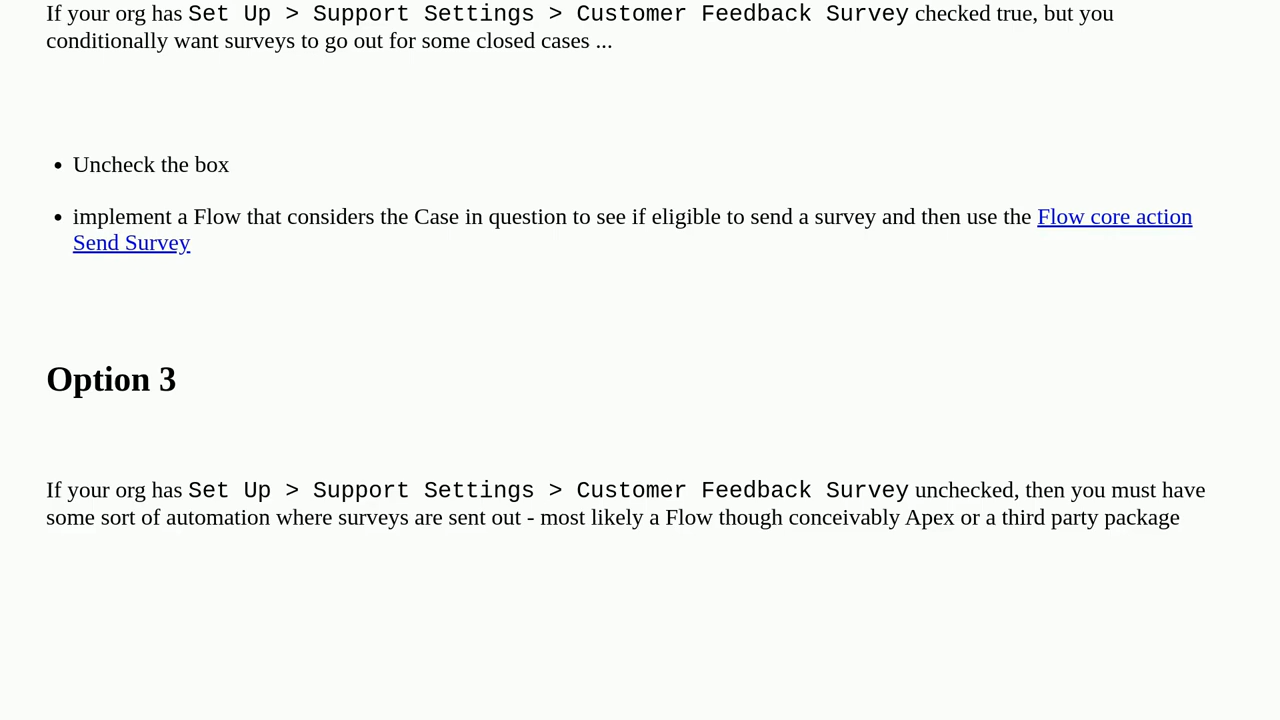 If your org has Set Up > Support Settings > Customer Feedback Survey checked true, but you
conditionally want surveys to go out for some closed cases ...
• Uncheck the box
• implement a Flow that considers the Case in question to see if eligible to send a survey and then use the Flow core action
Send Survey
Option 3
If your org has Set Up > Support Settings > Customer Feedback Survey unchecked, then you must have
some sort of automation where surveys are sent out - most likely a Flow though conceivably Apex or a third party package